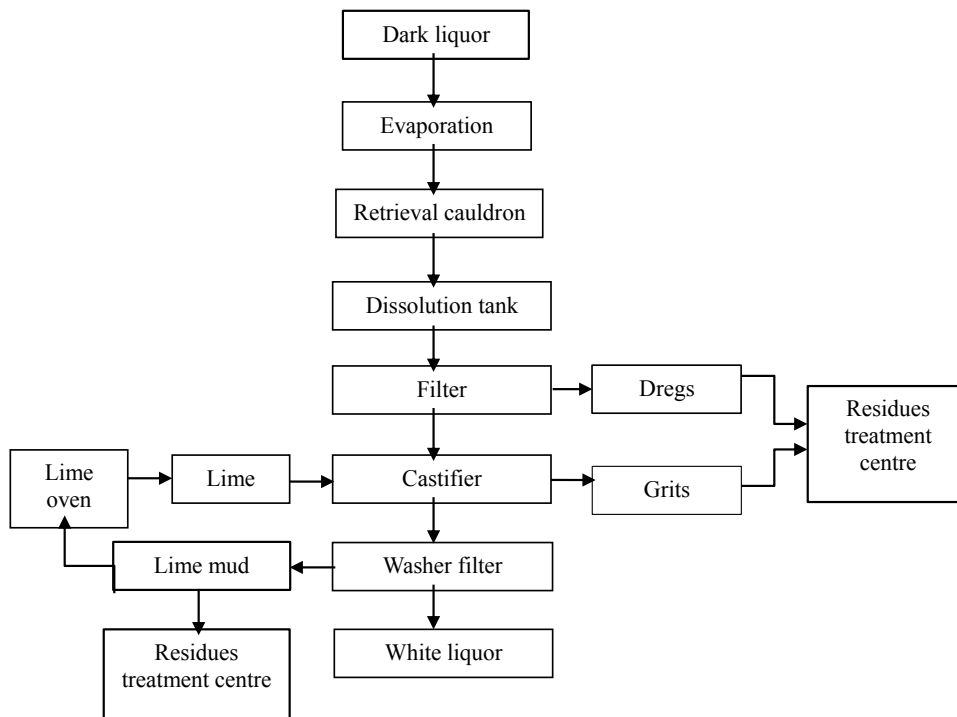 Dark liquor
Evaporation
Retrieval cauldron
Dissolution tank
Filter
Dregs
Residues
treatment
centre
Lime
oven
Lime
Castifier
Grits
Lime mud
Washer filter
Residues
treatment centre
White liquor